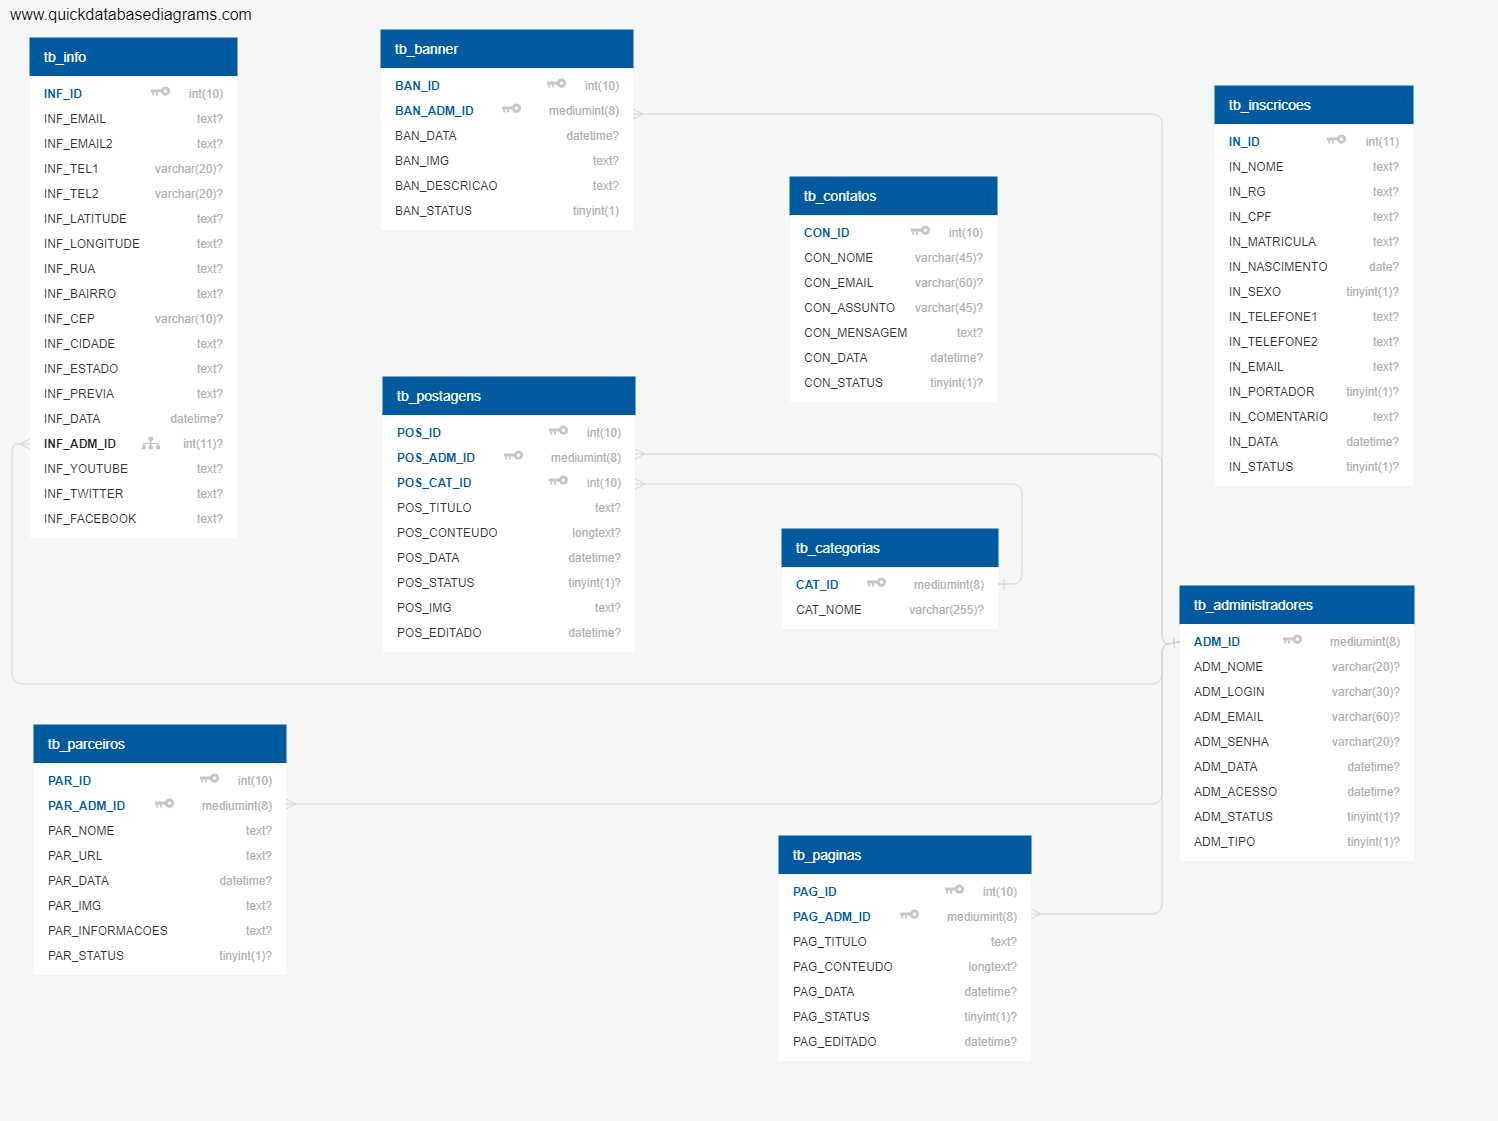 www.quickdatabasediagrams.com
tb_info
INF_ID int(10)
INF_EMAIL text?
INF_EMAIL2 text?
INF_TEL1 varchar(20)?
INF_TEL2 varchar(20)?
INF_LATITUDE text?
INF_LONGITUDE text?
INF_RUA text?
INF_BAIRRO text?
INF_CEP varchar(10)?
INF_CIDADE text?
INF_ESTADO text?
INF_PREVIA text?
INF_DATA datetime?
INF_ADM_ID int(11)?
INF_YOUTUBE text?
INF_TWITTER text?
INF_FACEBOOK text?
tb_banner
BAN_ID int(10)
BAN_ADM_ID mediumint(8)
BAN_DATA datetime?
BAN_IMG text?
BAN_DESCRICAO text?
BAN_STATUS tinyint(1)
tb_contatos
CON_ID int(10)
CON_NOME varchar(45)?
CON_EMAIL varchar(60)?
CON_ASSUNTO varchar(45)?
CON_MENSAGEM text?
CON_DATA datetime?
CON_STATUS tinyint(1)?
tb_inscricoes
IN_ID int(11)
IN_NOME text?
IN_RG text?
IN_CPF text?
IN_MATRICULA text?
IN_NASCIMENTO date?
IN_SEXO tinyint(1)?
IN_TELEFONE1 text?
IN_TELEFONE2 text?
IN_EMAIL text?
IN_PORTADOR tinyint(1)?
IN_COMENTARIO text?
IN_DATA datetime?
IN_STATUS tinyint(1)?
tb_postagens
POS_ID int(10)
POS_ADM_ID mediumint(8)
POS_CAT_ID int(10)
POS_TITULO text?
POS_CONTEUDO longtext?
POS_DATA datetime?
POS_STATUS tinyint(1)?
POS_IMG text?
POS_EDITADO datetime?
tb_categorias
CAT_ID mediumint(8)
CAT_NOME varchar(255)?
tb_administradores
ADM_ID mediumint(8)
ADM_NOME varchar(20)?
ADM_LOGIN varchar(30)?
ADM_EMAIL varchar(60)?
ADM_SENHA varchar(20)?
ADM_DATA datetime?
ADM_ACESSO datetime?
ADM_STATUS tinyint(1)?
ADM_TIPO tinyint(1)?
tb_parceiros
PAR_ID int(10)
PAR_ADM_ID mediumint(8)
PAR_NOME text?
PAR_URL text?
PAR_DATA datetime?
PAR_IMG text?
PAR_INFORMACOES text?
PAR_STATUS tinyint(1)?
tb_paginas
PAG_ID int(10)
PAG_ADM_ID mediumint(8)
PAG_TITULO text?
PAG_CONTEUDO longtext?
PAG_DATA datetime?
PAG_STATUS tinyint(1)?
PAG_EDITADO datetime?